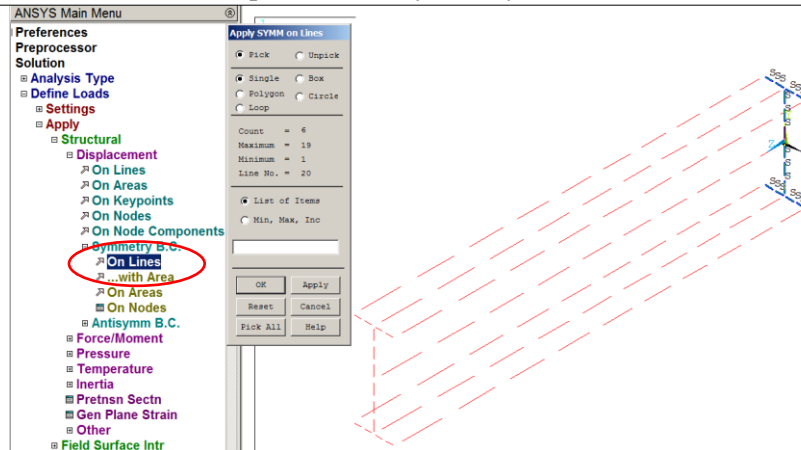 ANSYS Main Menu
Preferences
Preprocessor
Solution
Analysis Type
Define Loads
Settings
Apply
Structural
Displacement
On Lines
On Areas
On Keypoints
On Nodes
On Node Components
Symmetry B.C.
On Lines
...with Area
On Areas
On Nodes
Antisymm B.C.
Force/Moment
Pressure
Temperature
Inertia
Pretnsn Sectn
Gen Plane Strain
Other
Field Surface Intr
Apply SYMM on Lines
Pick Unpick
Single Box
Polygon Circle
Loop
Count = 6
Maximum = 19
Minimum = 1
Line No. = 20
List of Items
Min, Max, Inc
OK Apply
Reset Cancel
Pick All Help
SSS SS
S
S
Z
S
S
S
SSS SS